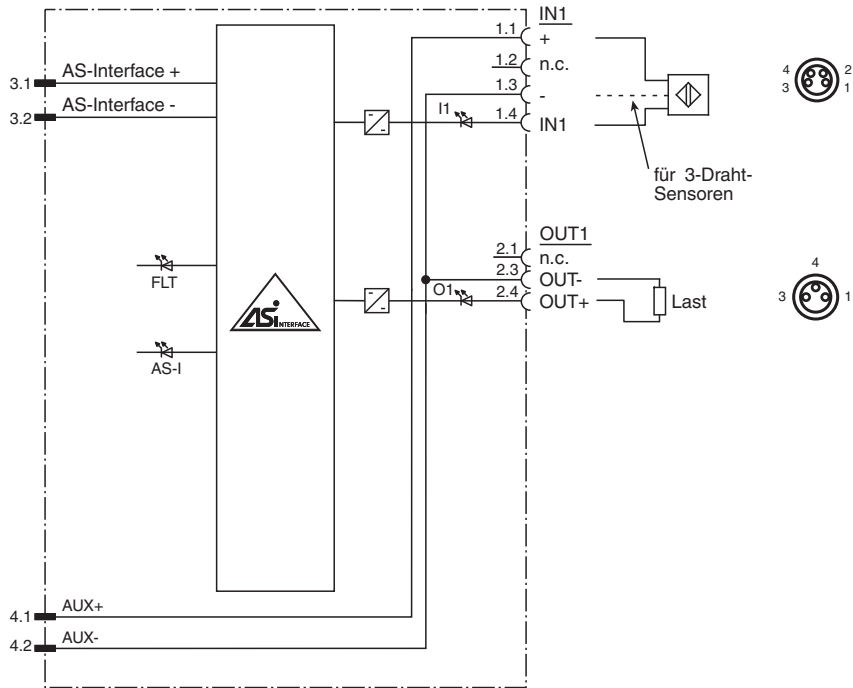 IN1
1.1
+
1.2
n.c.
3.1
AS-Interface +
1.3
-
3.2
AS-Interface -
I1
1.4
IN1
4
2
3
1
für 3-Draht-
Sensoren
OUT1
2.1
n.c.
2.3
OUT-
O1
2.4
OUT+
Last
4
3
1
FLT
ASi INTERFACE
AS-I
4.1
AUX+
4.2
AUX-